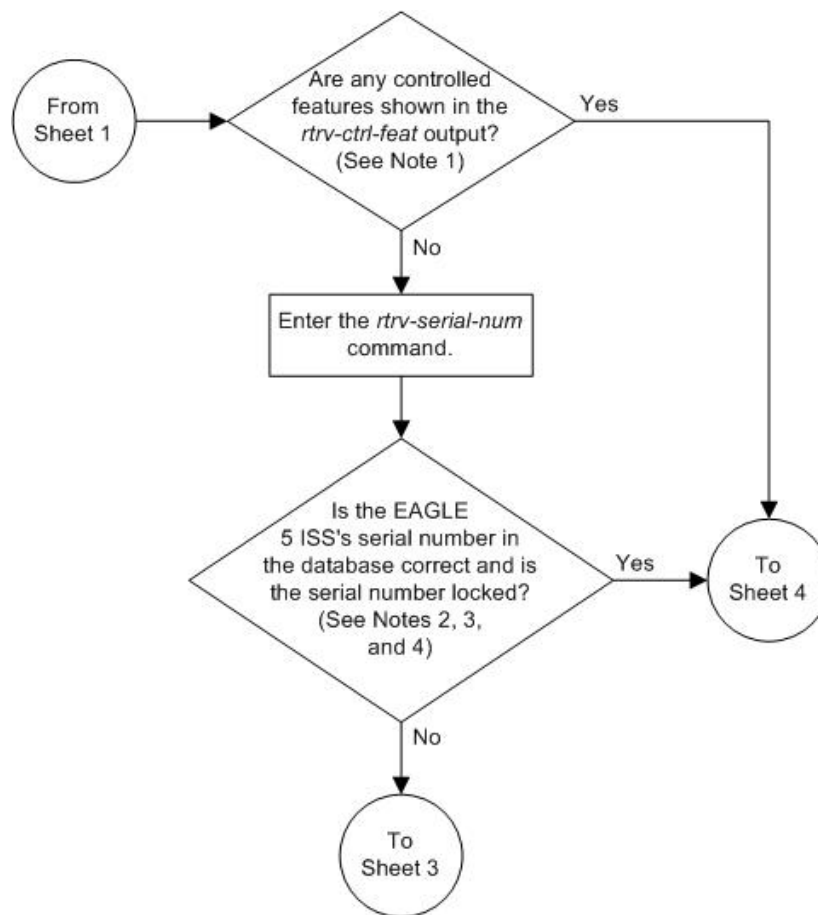 From
Sheet 1
Are any controlled
features shown in the
rtrv-ctrl-feat output?
(See Note 1)
Yes
No
Enter the rtrv-serial-num
command.
Is the EAGLE
5 ISS's serial number in
the database correct and is
the serial number locked?
(See Notes 2, 3,
and 4)
Yes
To
Sheet 4
No
To
Sheet 3